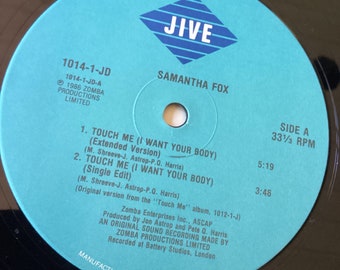 JIVE
1014-1-JD
1014-1-JD-A
℗ 1986 ZOMBA
PRODUCTIONS
LIMITED
SAMANTHA FOX
SIDE A
33⅓ RPM
1. TOUCH ME (I WANT YOUR BODY)
(Extended Version) 5:19
(M. Shreeve-J. Astrop-P.Q. Harris)
2. TOUCH ME (I WANT YOUR BODY)
(Single Edit) 3:48
(M. Shreeve-J. Astrop-P.Q. Harris)
(Original version from the "Touch Me" album, 1012-1-J)
Zomba Enterprises Inc., ASCAP
Produced by Jon Astrop and Pete Q. Harris
AN ORIGINAL SOUND RECORDING MADE BY
ZOMBA PRODUCTIONS LIMITED
Recorded at Battery Studios, London
MANUFACT